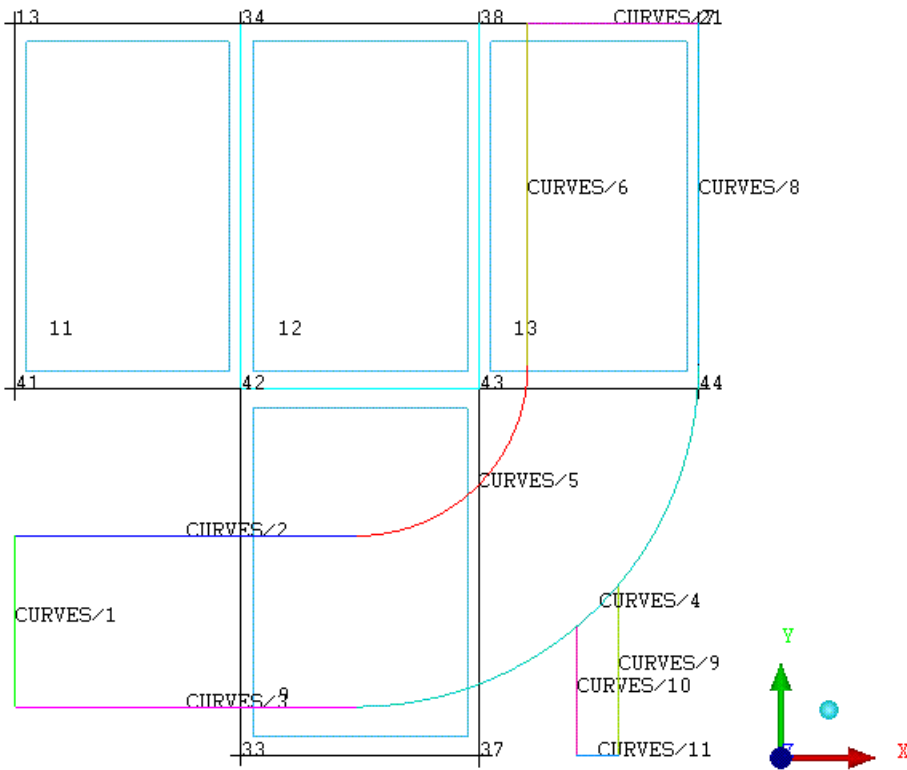 13 34 38 CURVES/7 21
CURVES/6 CURVES/8
11 12 13
41 42 43 44
CURVES/5
CURVES/2
CURVES/4
CURVES/1
Y
CURVES/9
CURVES/10
CURVES/3 9
33 37 CURVES/11 Z X